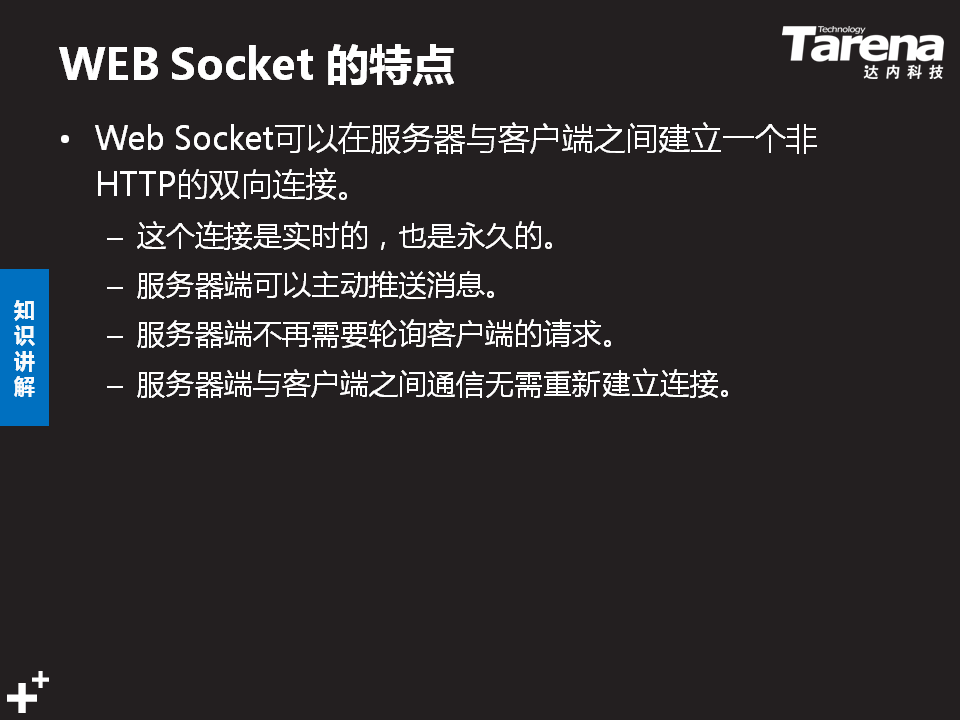 WEB Socket 的特点
Technology
Tarena
达内科技
• Web Socket可以在服务器与客户端之间建立一个非
HTTP的双向连接。
– 这个连接是实时的，也是永久的。
– 服务器端可以主动推送消息。
– 服务器端不再需要轮询客户端的请求。
– 服务器端与客户端之间通信无需重新建立连接。
知
识
讲
解